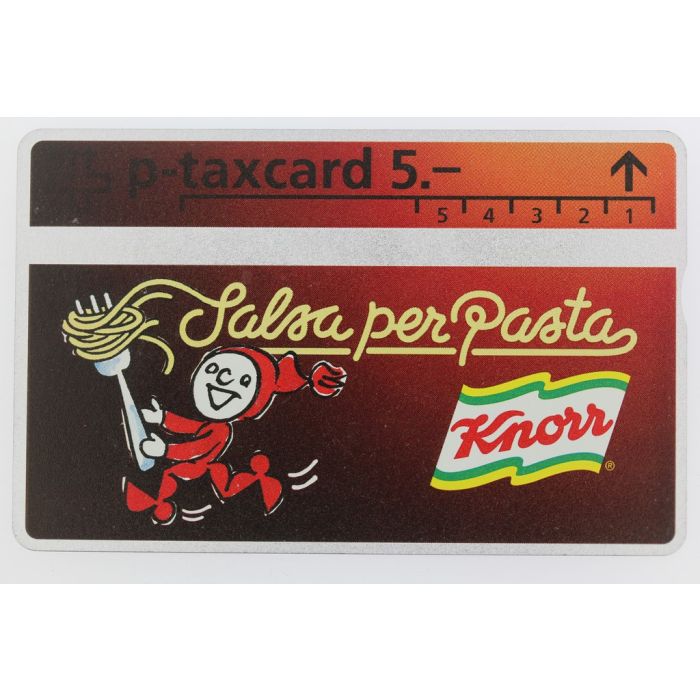 p-taxcard 5.–
5 4 3 2 1
Salsa per Pasta
Knorr ®